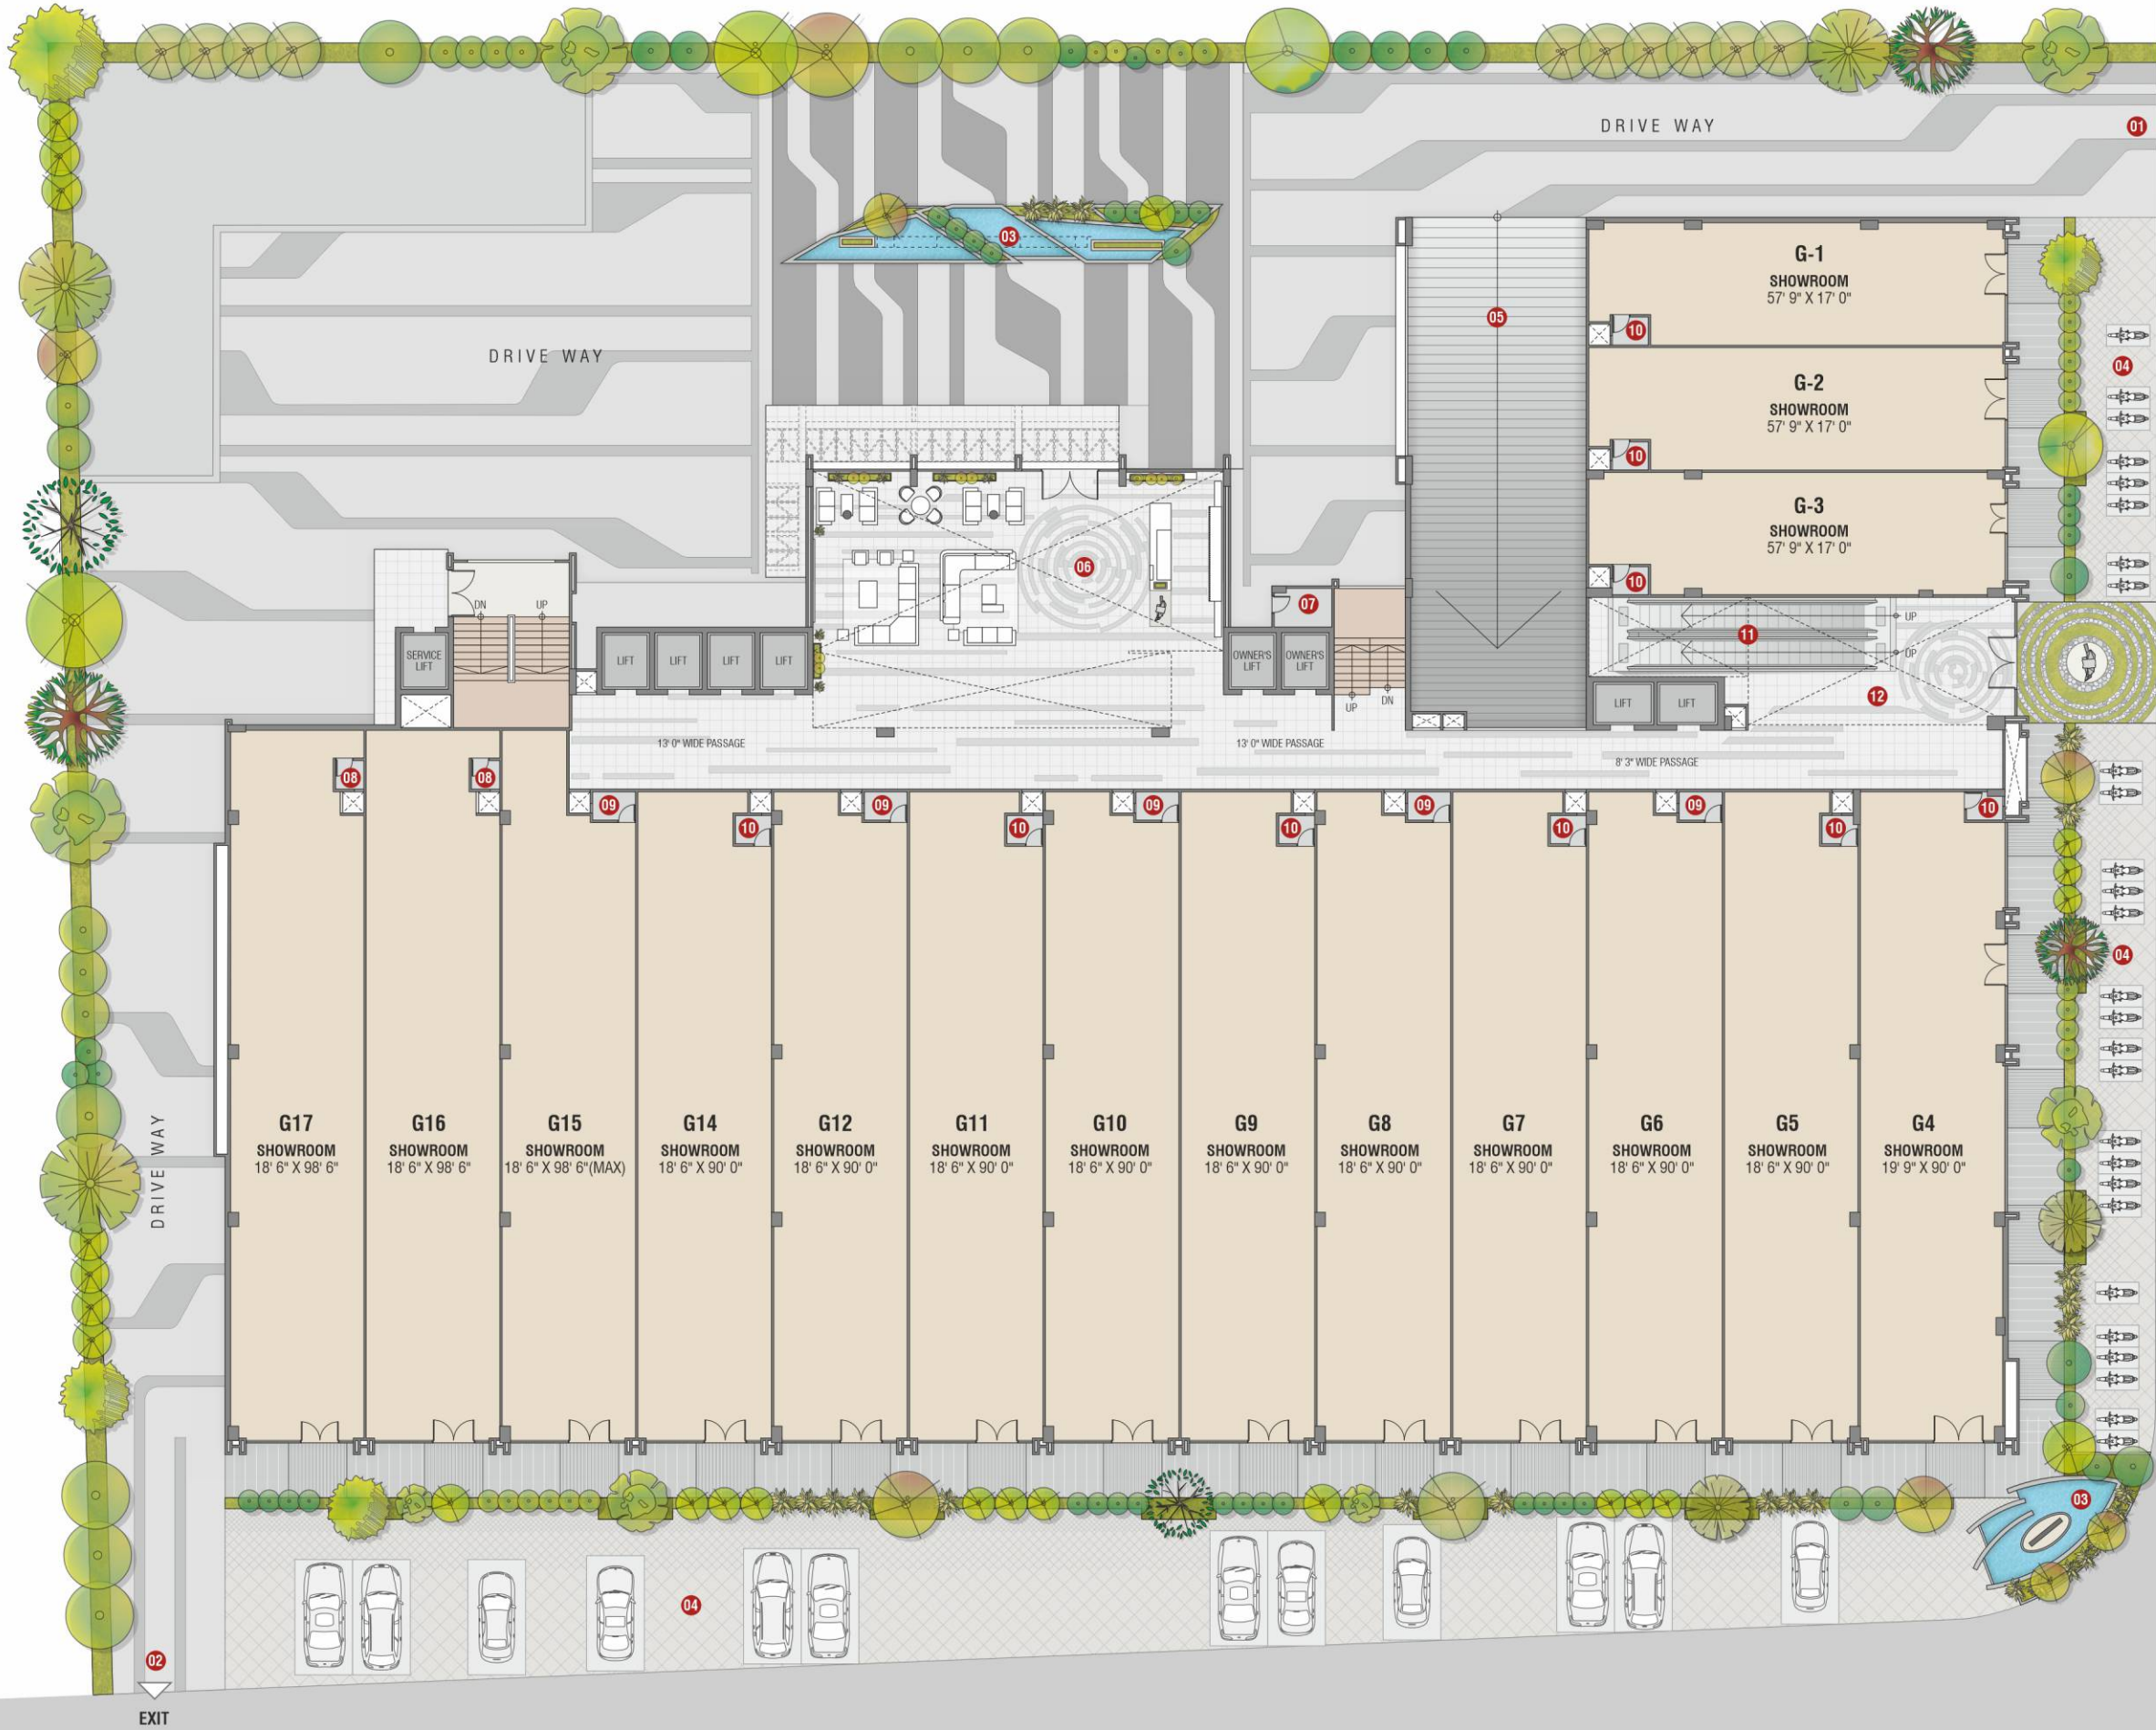 DRIVE WAY
01
03
G-1
SHOWROOM
57' 9" X 17' 0"
05
10
DRIVE WAY
04
G-2
SHOWROOM
57' 9" X 17' 0"
10
G-3
SHOWROOM
57' 9" X 17' 0"
06
10
DN
UP
07
UP
11
UP
SERVICE
LIFT
LIFT
LIFT
LIFT
LIFT
OWNER'S
LIFT
OWNER'S
LIFT
UP
DN
LIFT
LIFT
12
13' 0" WIDE PASSAGE
13' 0" WIDE PASSAGE
8' 3" WIDE PASSAGE
08
08
09
10
09
10
09
10
09
10
09
10
10
04
G17
SHOWROOM
18' 6" X 98' 6"
G16
SHOWROOM
18' 6" X 98' 6"
G15
SHOWROOM
18' 6" X 98' 6"(MAX)
G14
SHOWROOM
18' 6" X 90' 0"
G12
SHOWROOM
18' 6" X 90' 0"
G11
SHOWROOM
18' 6" X 90' 0"
G10
SHOWROOM
18' 6" X 90' 0"
G9
SHOWROOM
18' 6" X 90' 0"
G8
SHOWROOM
18' 6" X 90' 0"
G7
SHOWROOM
18' 6" X 90' 0"
G6
SHOWROOM
18' 6" X 90' 0"
G5
SHOWROOM
18' 6" X 90' 0"
G4
SHOWROOM
19' 9" X 90' 0"
DRIVE WAY
03
04
02
EXIT